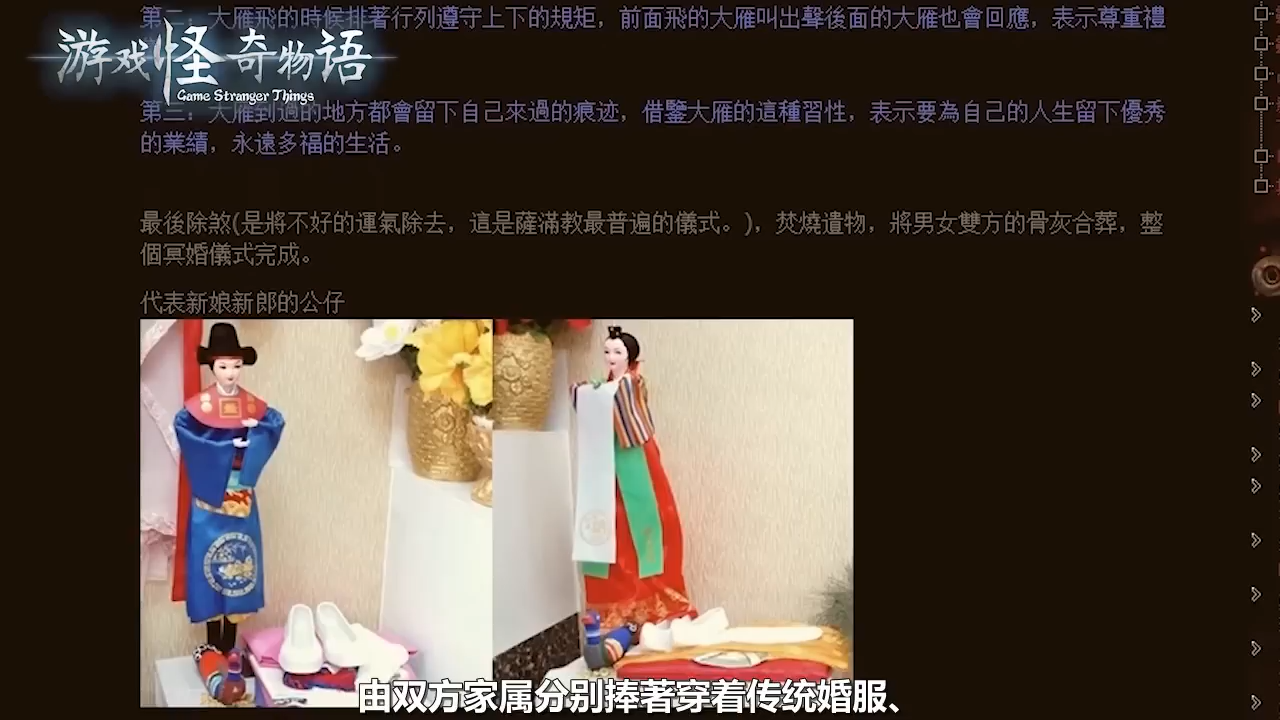 第二：大雁飛的時候排著行列遵守上下的規矩，前面飛的大雁叫出聲後面的大雁也會回應，表示尊重禮
游戏怪奇物语
Game Stranger Things
第三：大雁到過的地方都會留下自己來過的痕迹，借鑒大雁的這種習性，表示要為自己的人生留下優秀
的業績，永遠多福的生活。
最後除煞(是將不好的運氣除去，這是薩滿教最普遍的儀式。)，焚燒遺物，將男女雙方的骨灰合葬，整
個冥婚儀式完成。
代表新娘新郎的公仔
由双方家属分别捧著穿着传统婚服、